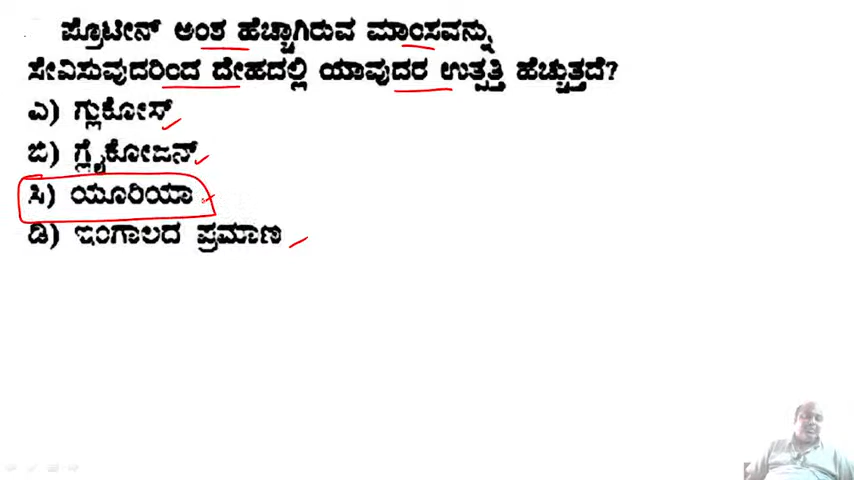 ಪ್ರೊಟೀನ್ ಅಂಶ ಹೆಚ್ಚಾಗಿರುವ ಮಾಂಸವನ್ನು
ಸೇವಿಸುವುದರಿಂದ ದೇಹದಲ್ಲಿ ಯಾವುದರ ಉತ್ಪತ್ತಿ ಹೆಚ್ಚುತ್ತದೆ?
ಎ) ಗ್ಲುಕೋಸ್
ಬಿ) ಗ್ಲೈಕೋಜನ್
ಸಿ) ಯೂರಿಯಾ
ಡಿ) ಇಂಗಾಲದ ಪ್ರಮಾಣ